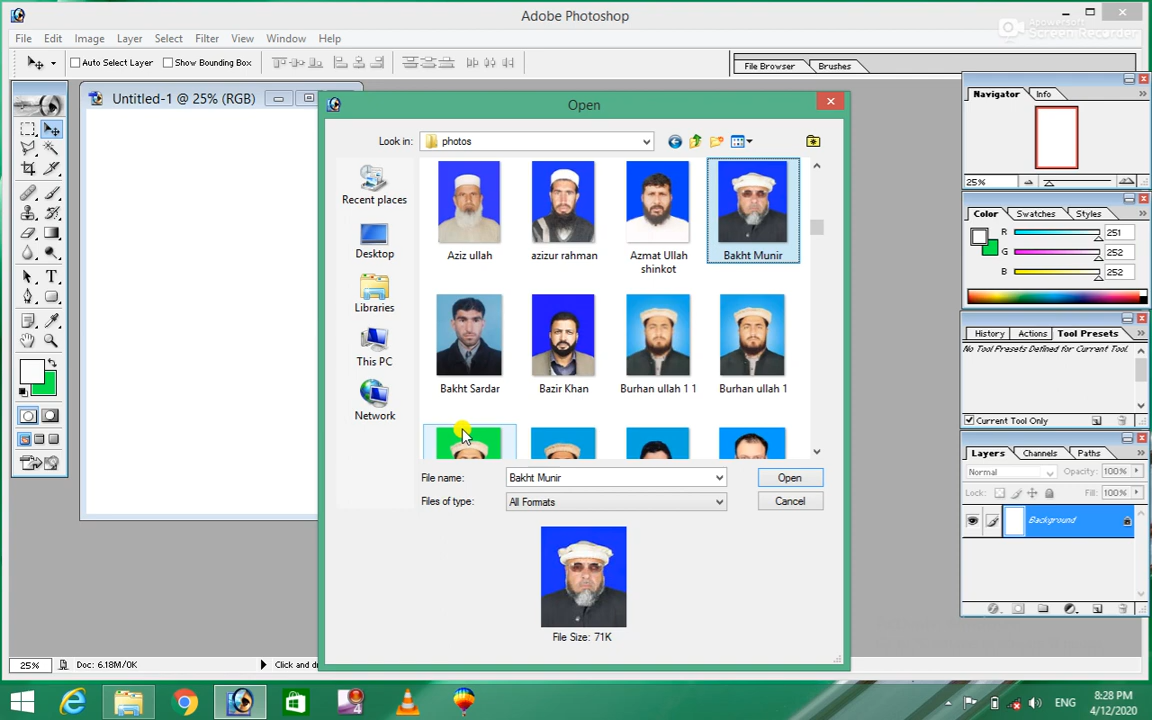 Adobe Photoshop
Apowersoft
Screen Recorder
File Edit Image Layer Select Filter View Window Help
Auto Select Layer Show Bounding Box
File Browser Brushes
Untitled-1 @ 25% (RGB)
Open
Look in: photos
Recent places
Desktop
Libraries
This PC
Network
Aziz ullah
azizur rahman
Azmat Ullah
shinkot
Bakht Munir
Bakht Sardar
Bazir Khan
Burhan ullah 1 1
Burhan ullah 1
File name: Bakht Munir Open
Files of type: All Formats Cancel
File Size: 71K
Navigator Info
25%
Color Swatches Styles
R 251
G 252
B 252
History Actions Tool Presets
No Tool Presets Defined for Current Tool.
Current Tool Only
Layers Channels Paths
Normal Opacity: 100%
Lock: Fill: 100%
Background
25% Doc: 6.18M/0K Click and dr
4
ENG
8:28 PM
4/12/2020